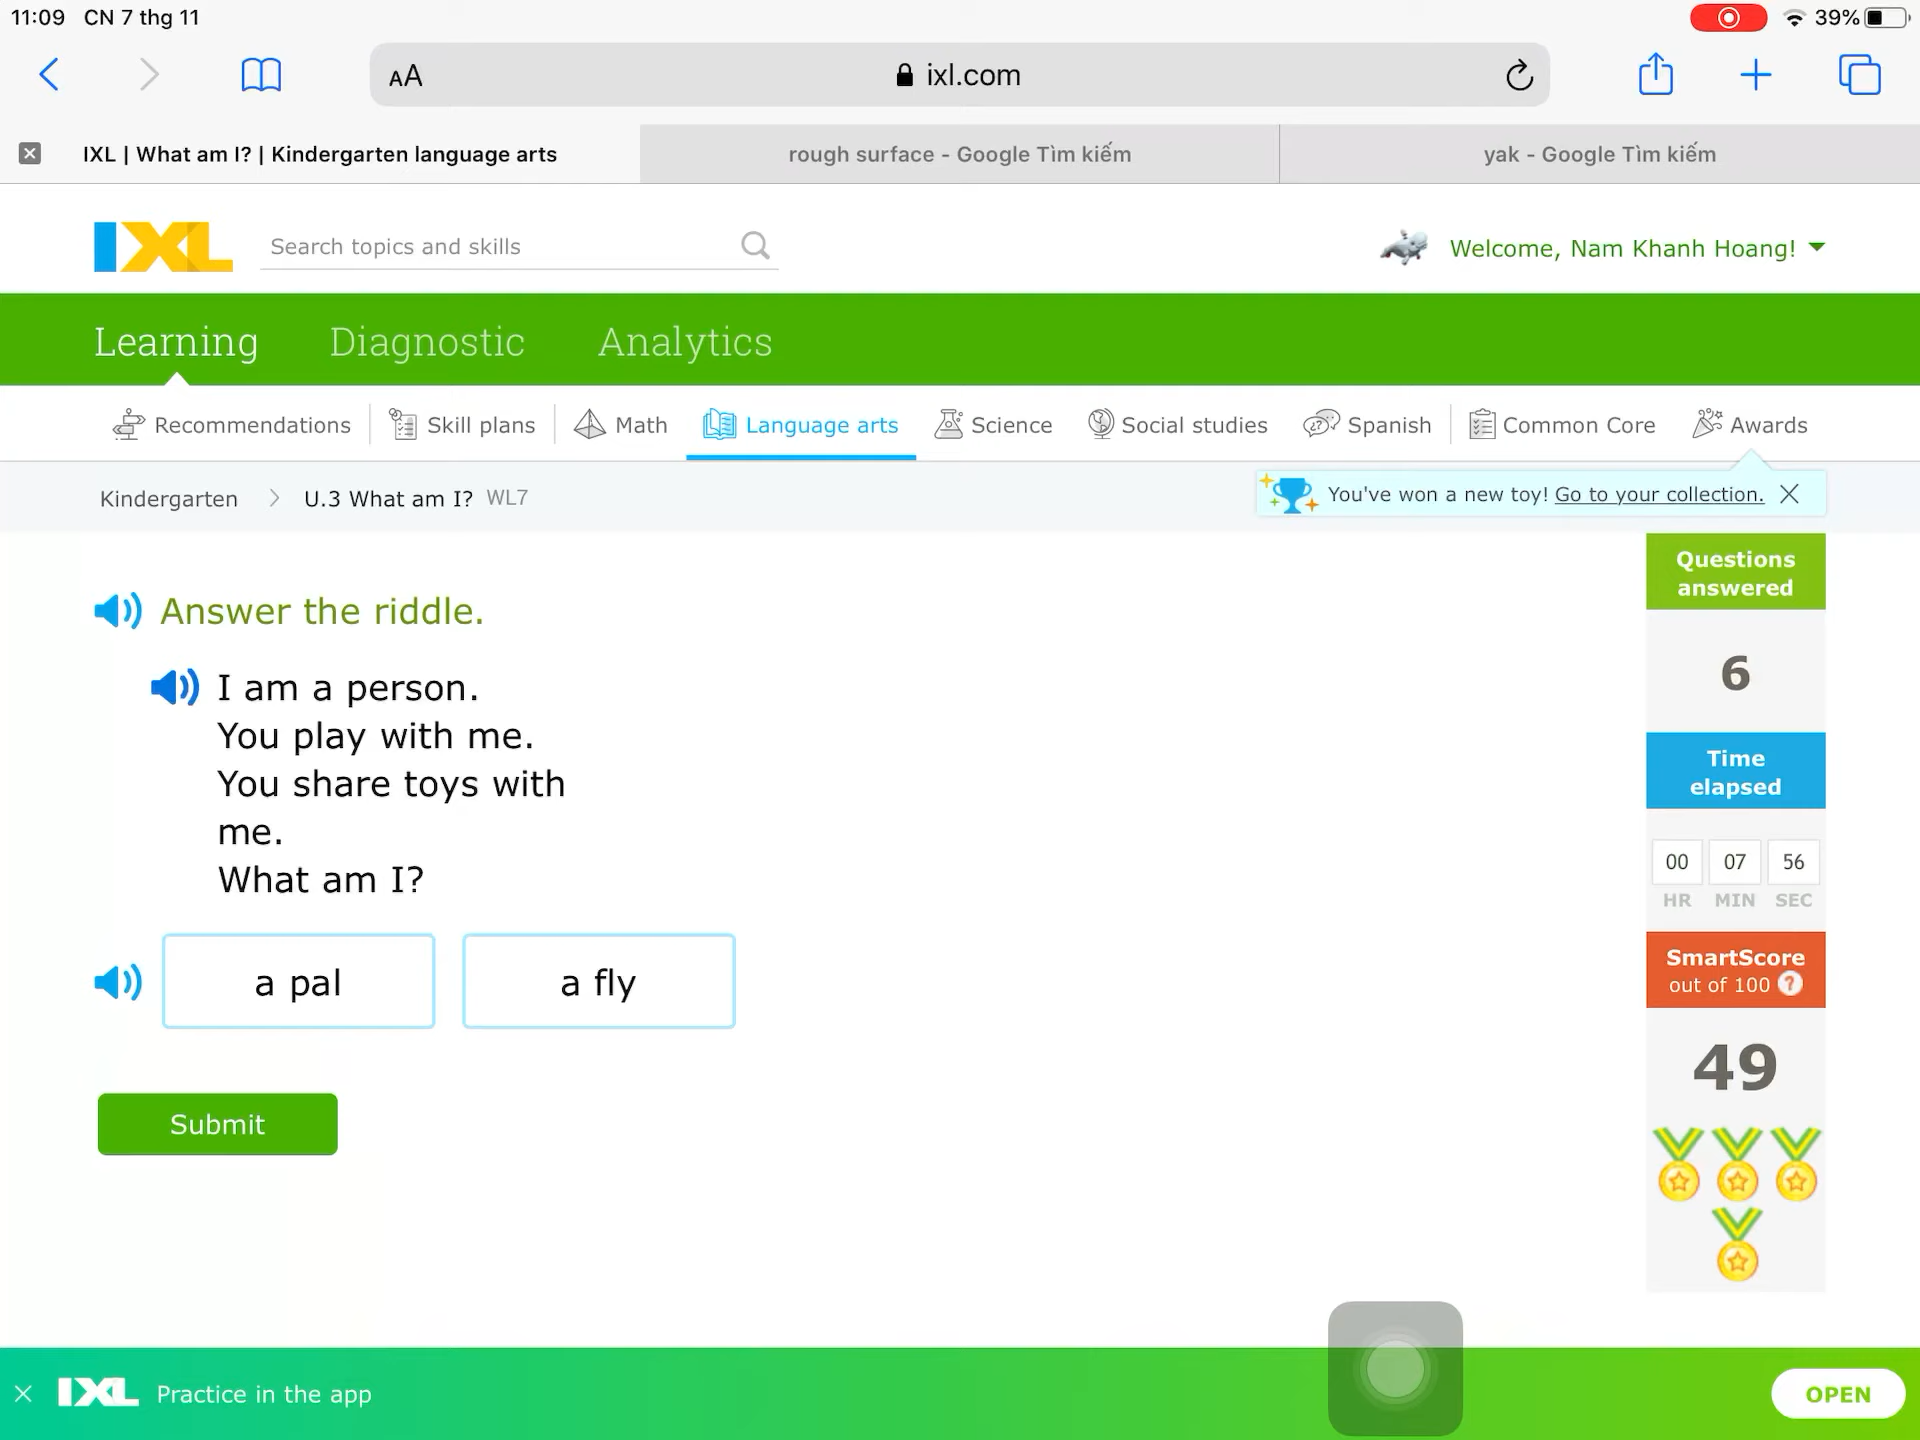 11:09 CN 7 thg 11 39%
AA ixl.com
IXL | What am I? | Kindergarten language arts
rough surface - Google Tìm kiếm
yak - Google Tìm kiếm
IXL Search topics and skills Welcome, Nam Khanh Hoang!
Learning Diagnostic Analytics
Recommendations Skill plans Math Language arts Science Social studies Spanish Common Core Awards
Kindergarten > U.3 What am I? WL7
You've won a new toy! Go to your collection.
Answer the riddle.
I am a person.
You play with me.
You share toys with
me.
What am I?
a pal a fly
Submit
Questions
answered
6
Time
elapsed
00 07 56
HR MIN SEC
SmartScore
out of 100 ?
49
IXL Practice in the app OPEN